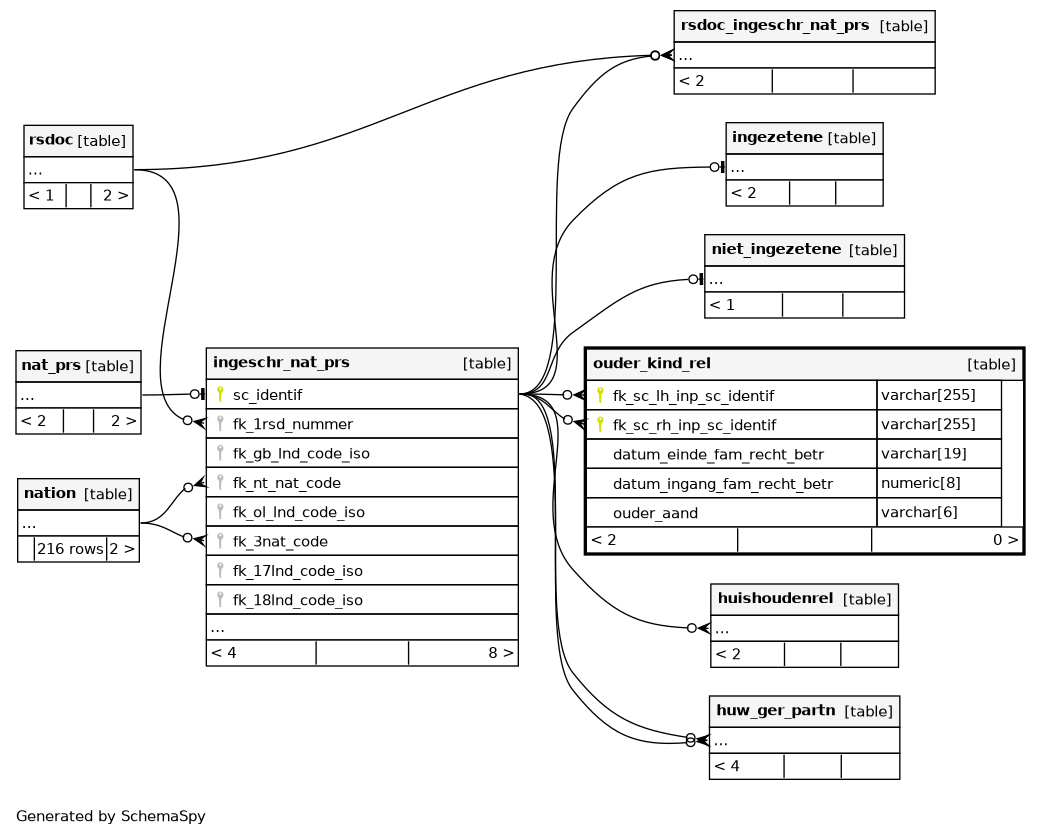 rsdoc_ingeschr_nat_prs [table]
...
< 2
ingezetene [table]
...
< 2
rsdoc [table]
...
< 1 2 >
niet_ingezetene [table]
...
< 1
nat_prs [table]
...
< 2 2 >
nation [table]
...
216 rows 2 >
ingeschr_nat_prs [table]
sc_identif
fk_1rsd_nummer
fk_gb_lnd_code_iso
fk_nt_nat_code
fk_ol_lnd_code_iso
fk_3nat_code
fk_17lnd_code_iso
fk_18lnd_code_iso
...
< 4 8 >
ouder_kind_rel [table]
fk_sc_lh_inp_sc_identif varchar[255]
fk_sc_rh_inp_sc_identif varchar[255]
datum_einde_fam_recht_betr varchar[19]
datum_ingang_fam_recht_betr numeric[8]
ouder_aand varchar[6]
< 2 0 >
huishoudenrel [table]
...
< 2
huw_ger_partn [table]
...
< 4
Generated by SchemaSpy